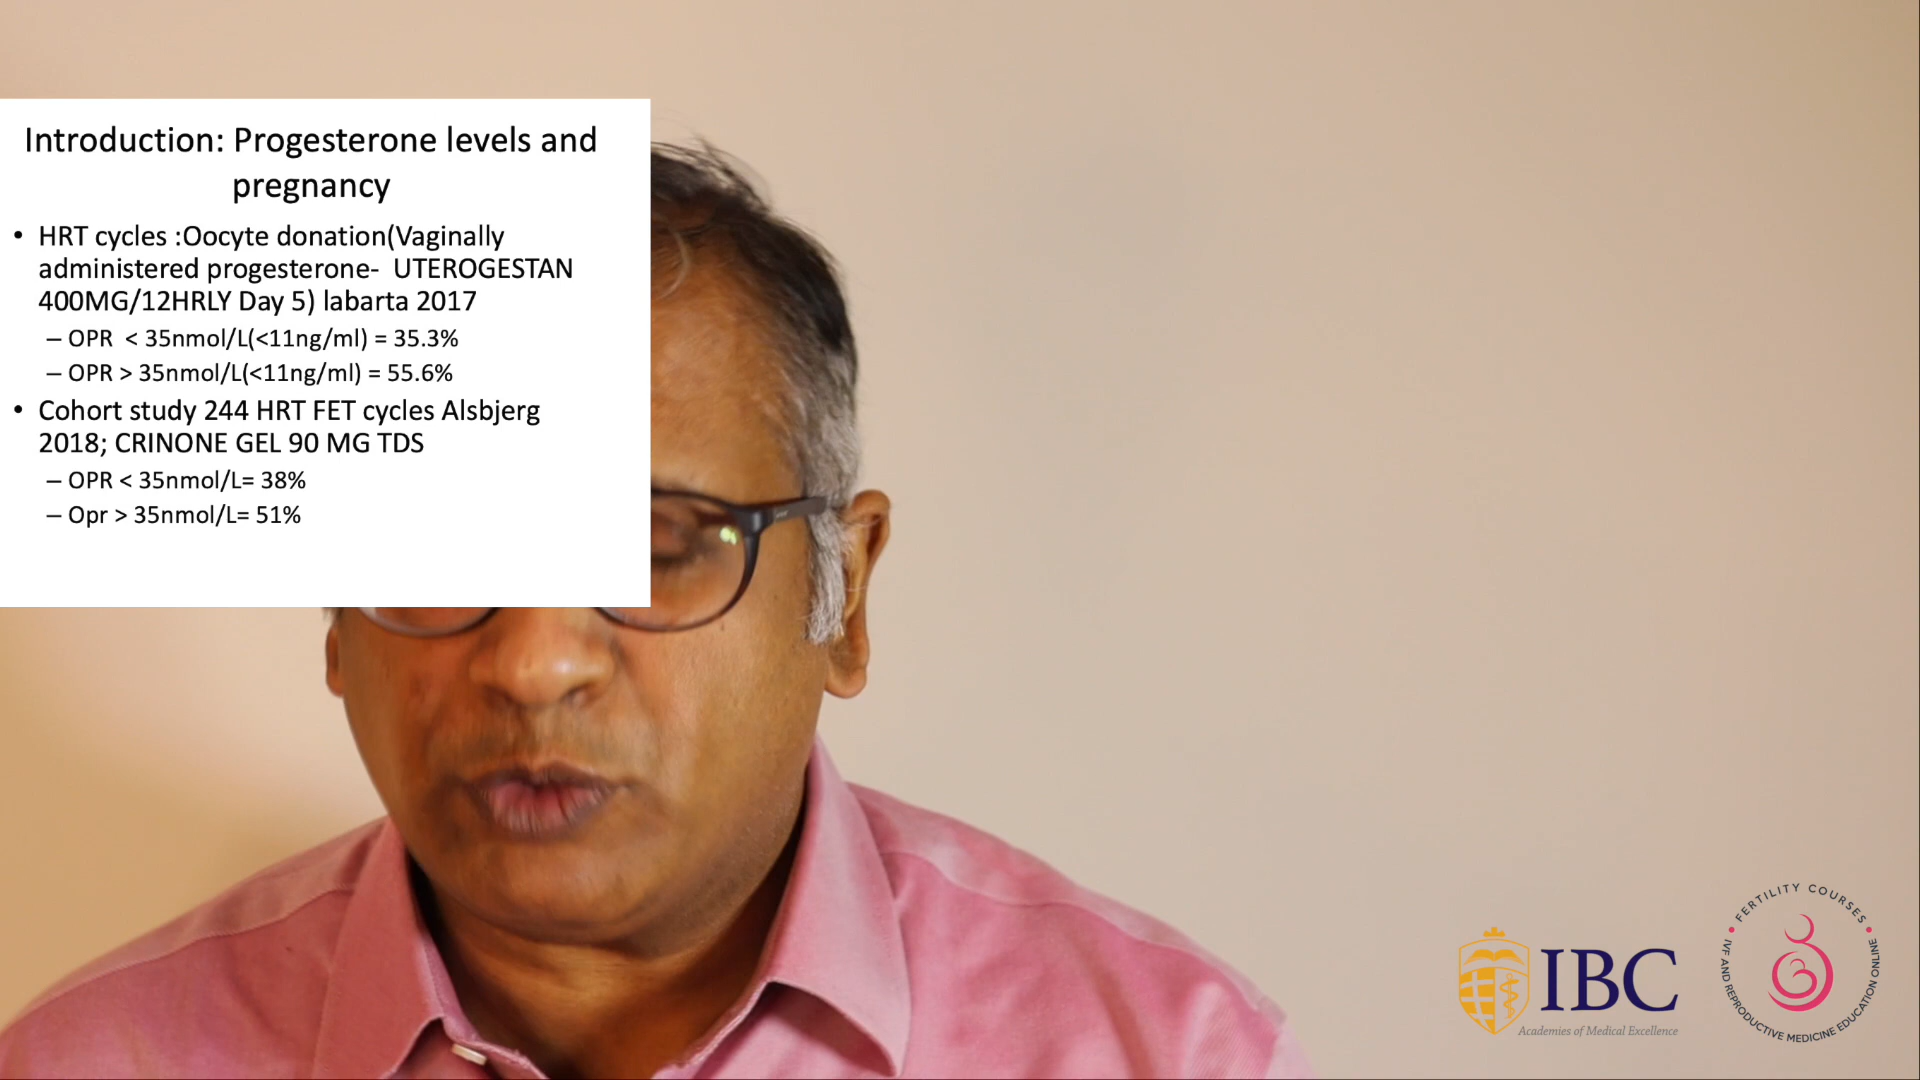 Introduction: Progesterone levels and
pregnancy
• HRT cycles :Oocyte donation(Vaginally
administered progesterone- UTEROGESTAN
400MG/12HRLY Day 5) labarta 2017
– OPR < 35nmol/L(<11ng/ml) = 35.3%
– OPR > 35nmol/L(<11ng/ml) = 55.6%
• Cohort study 244 HRT FET cycles Alsbjerg
2018; CRINONE GEL 90 MG TDS
– OPR < 35nmol/L= 38%
– Opr > 35nmol/L= 51%
IBC
Academies of Medical Excellence
• FERTILITY COURSES •
IVF AND REPRODUCTIVE MEDICINE EDUCATION ONLINE